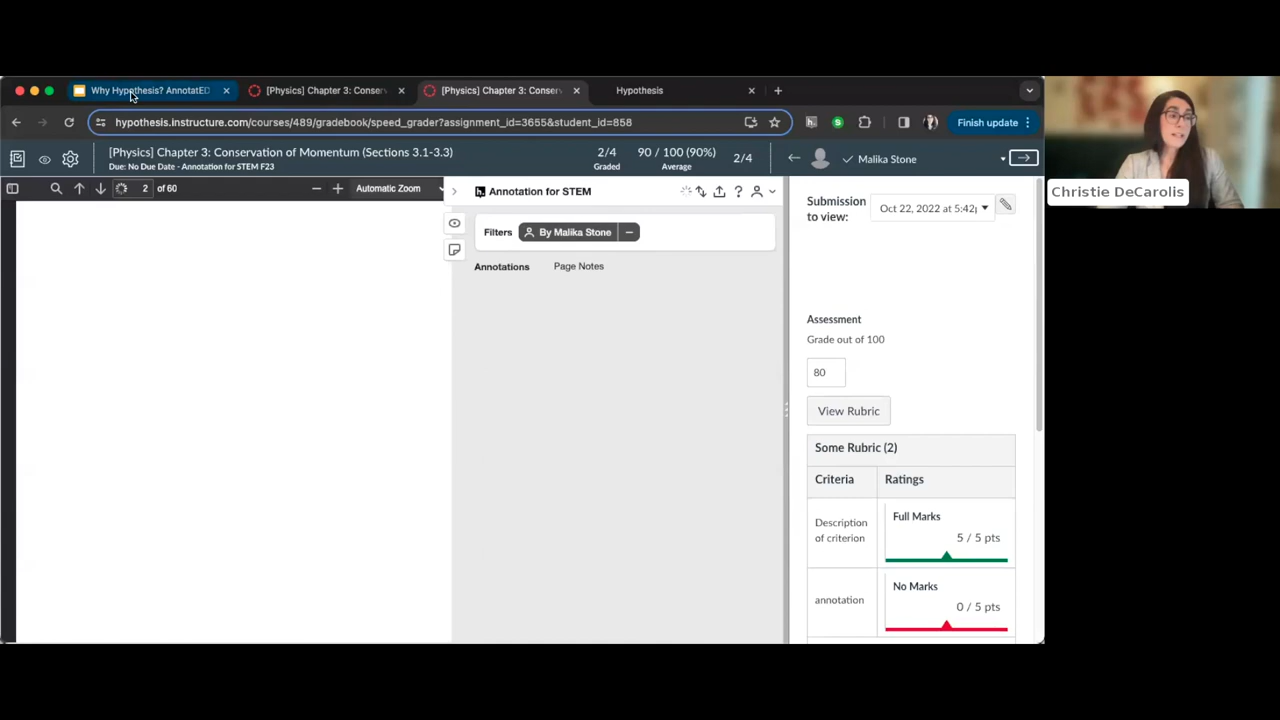 Why Hypothesis? AnnotatED
[Physics] Chapter 3: Conser
[Physics] Chapter 3: Conser
Hypothesis
hypothesis.instructure.com/courses/489/gradebook/speed_grader?assignment_id=3655&student_id=858
Finish update
[Physics] Chapter 3: Conservation of Momentum (Sections 3.1-3.3)
Due: No Due Date - Annotation for STEM F23
2/4
Graded
90 / 100 (90%)
Average
2/4
Malika Stone
2 of 60
Automatic Zoom
Annotation for STEM
Filters
By Malika Stone
Annotations
Page Notes
Submission
to view:
Oct 22, 2022 at 5:42p
Assessment
Grade out of 100
80
View Rubric
Some Rubric (2)
Criteria
Ratings
Description
of criterion
Full Marks
5 / 5 pts
annotation
No Marks
0 / 5 pts
Christie DeCarolis